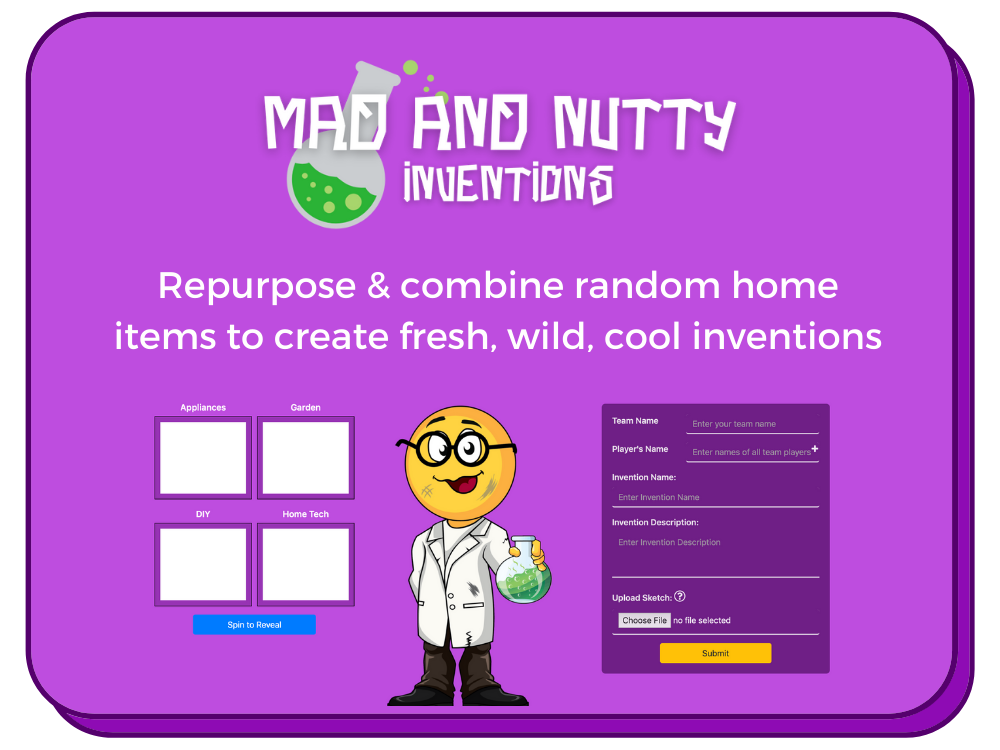 MAD AND NUTTY
INVENTIONS
Repurpose & combine random home
items to create fresh, wild, cool inventions
Appliances
Garden
DIY
Home Tech
Spin to Reveal
Team Name
Enter your team name
Player's Name
Enter names of all team players+
Invention Name:
Enter Invention Name
Invention Description:
Enter Invention Description
Upload Sketch: ?
Choose File no file selected
Submit